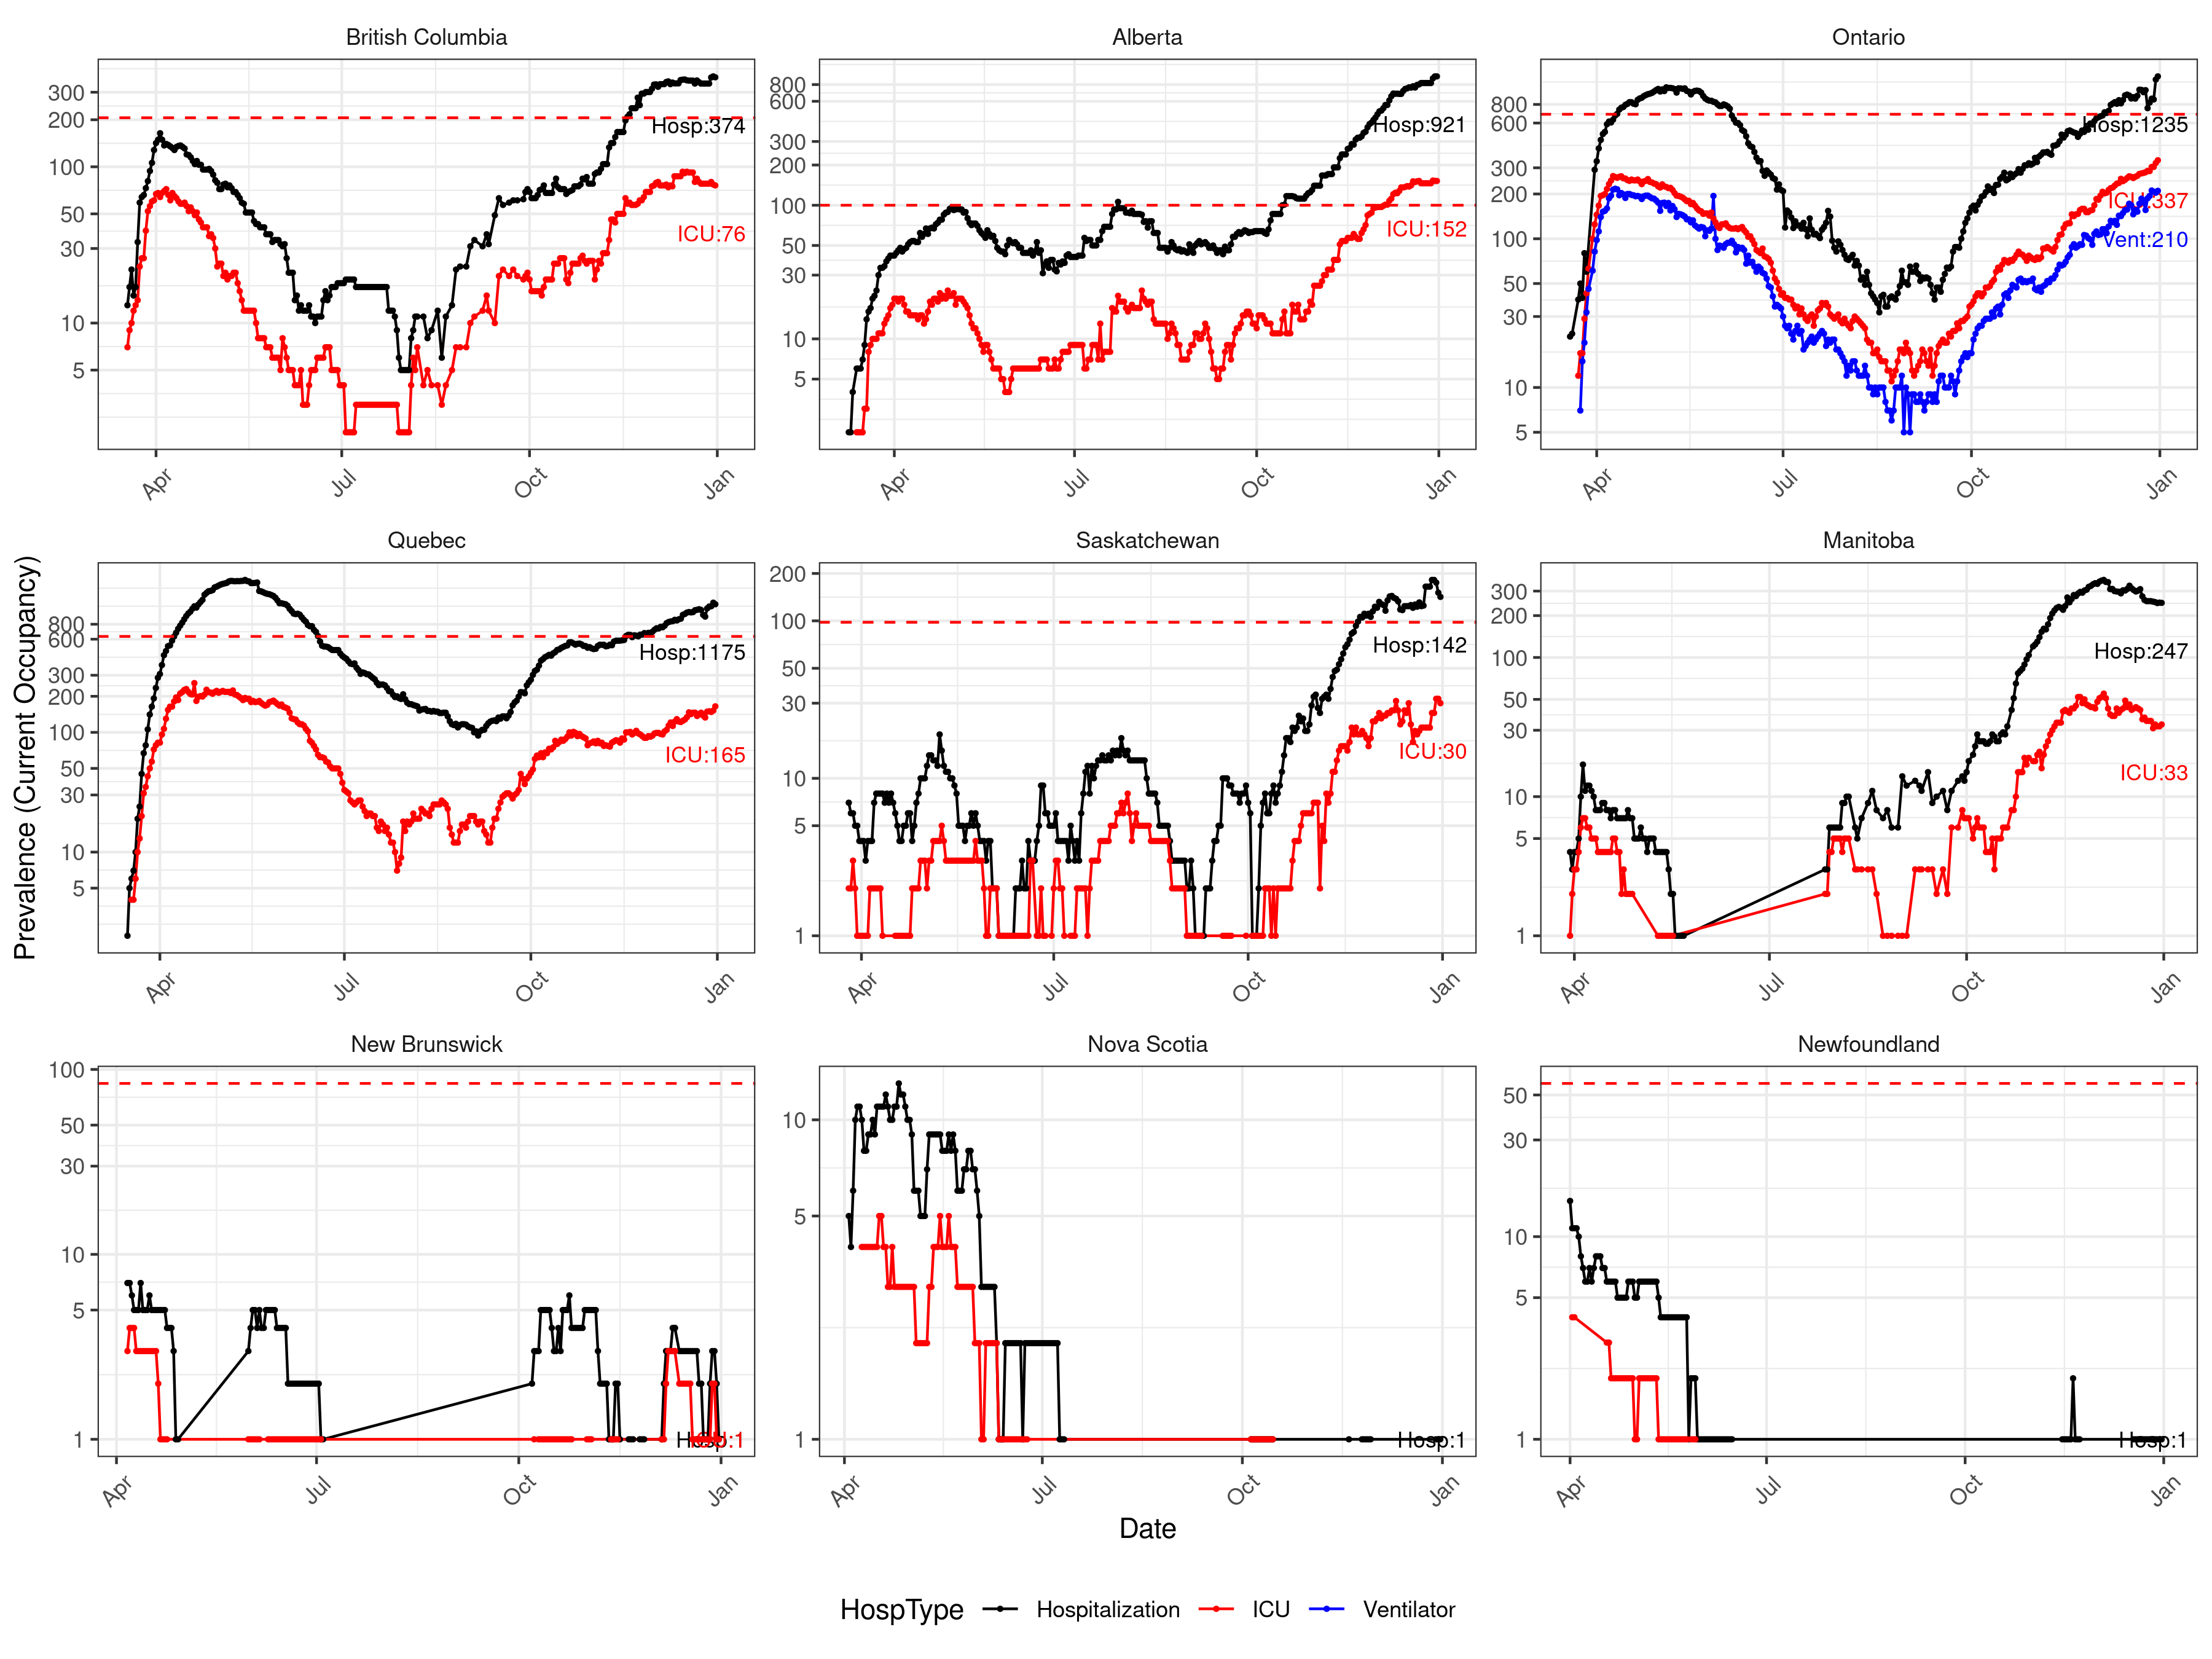 British Columbia
Alberta
Ontario
300
200
100
50
30
10
5
Hosp:374
ICU:76
Apr
Jul
Oct
Jan
800
600
300
200
100
50
30
10
5
Hosp:921
ICU:152
Apr
Jul
Oct
Jan
800
600
300
200
100
50
30
10
5
Hosp:1235
ICU:337
Vent:210
Apr
Jul
Oct
Jan
Prevalence (Current Occupancy)
Quebec
Saskatchewan
Manitoba
800
600
300
200
100
50
30
10
5
Hosp:1175
ICU:165
Apr
Jul
Oct
Jan
200
100
50
30
10
5
1
Hosp:142
ICU:30
Apr
Jul
Oct
Jan
300
200
100
50
30
10
5
1
Hosp:247
ICU:33
Apr
Jul
Oct
Jan
New Brunswick
Nova Scotia
Newfoundland
100
50
30
10
5
1
ICU:1
Apr
Jul
Oct
Jan
10
5
1
Hosp:1
Apr
Jul
Oct
Jan
50
30
10
5
1
Hosp:1
Apr
Jul
Oct
Jan
Date
HospType Hospitalization ICU Ventilator